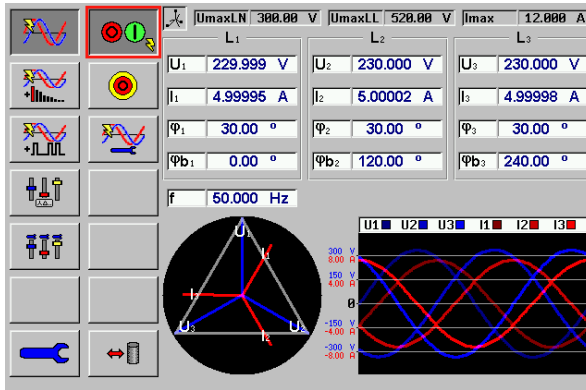 UmaxLN 300.00 V UmaxLL 520.00 V Imax 12.000 A
L1 L2 L3
U1 229.999 V U2 230.000 V U3 230.000 V
I1 4.99995 A I2 5.00002 A I3 4.99998 A
φ1 30.00 º φ2 30.00 º φ3 30.00 º
φb1 0.00 º φb2 120.00 º φb3 240.00 º
f 50.000 Hz
U1 U2 U3 I1 I2 I3
U1
I1
I3
U3 U2
I2
300 V
8.00 A
150 V
4.00 A
0
-150 V
-4.00 A
-300 V
-8.00 A